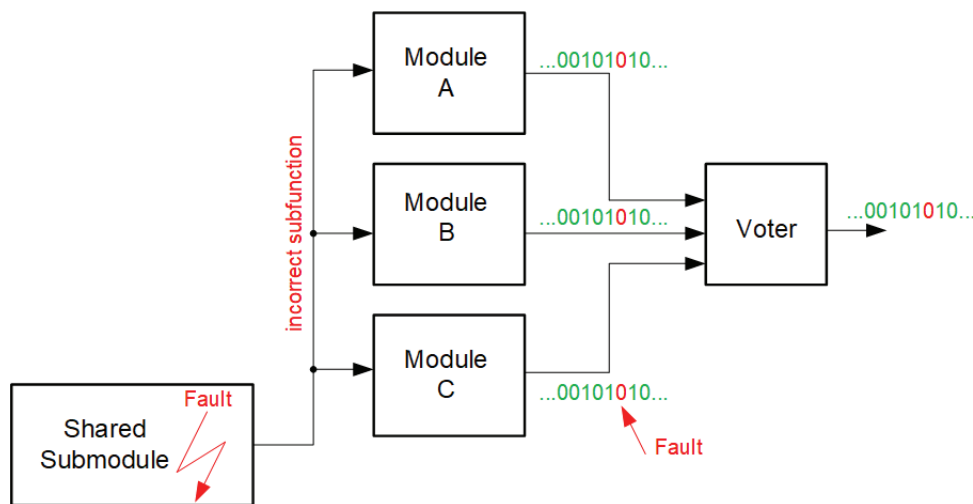 Module
A
...00101010...
incorrect subfunction
Module
B
...00101010...
Voter
...00101010...
Module
C
...00101010...
Fault
Fault
Shared
Submodule